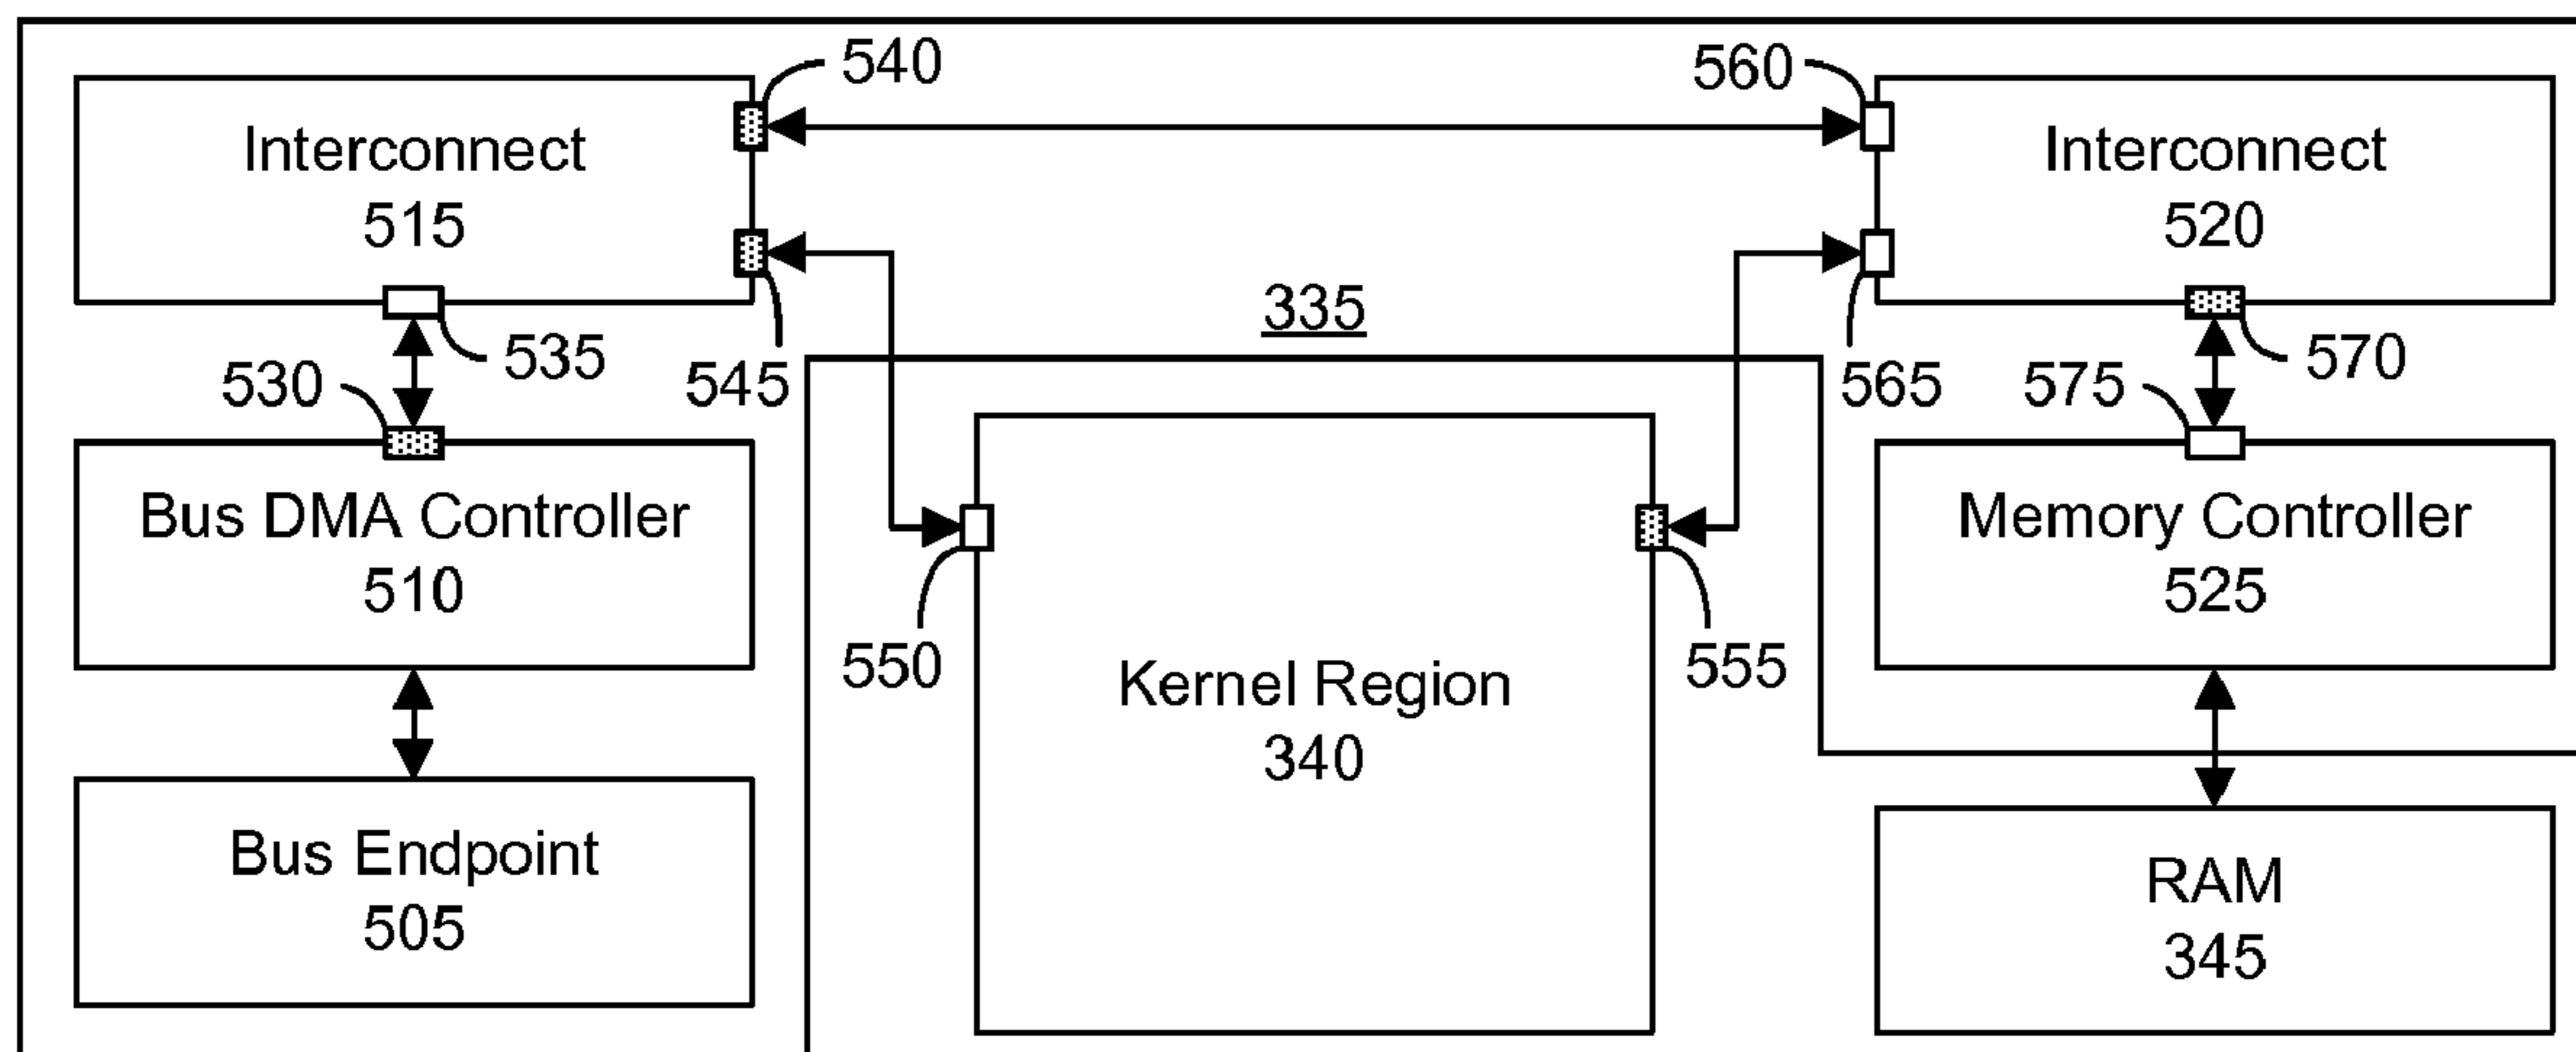 540
560
Interconnect
515
Interconnect
520
335
535
530
545
565
575
570
Bus DMA Controller
510
Memory Controller
525
550
Kernel Region
340
555
Bus Endpoint
505
RAM
345